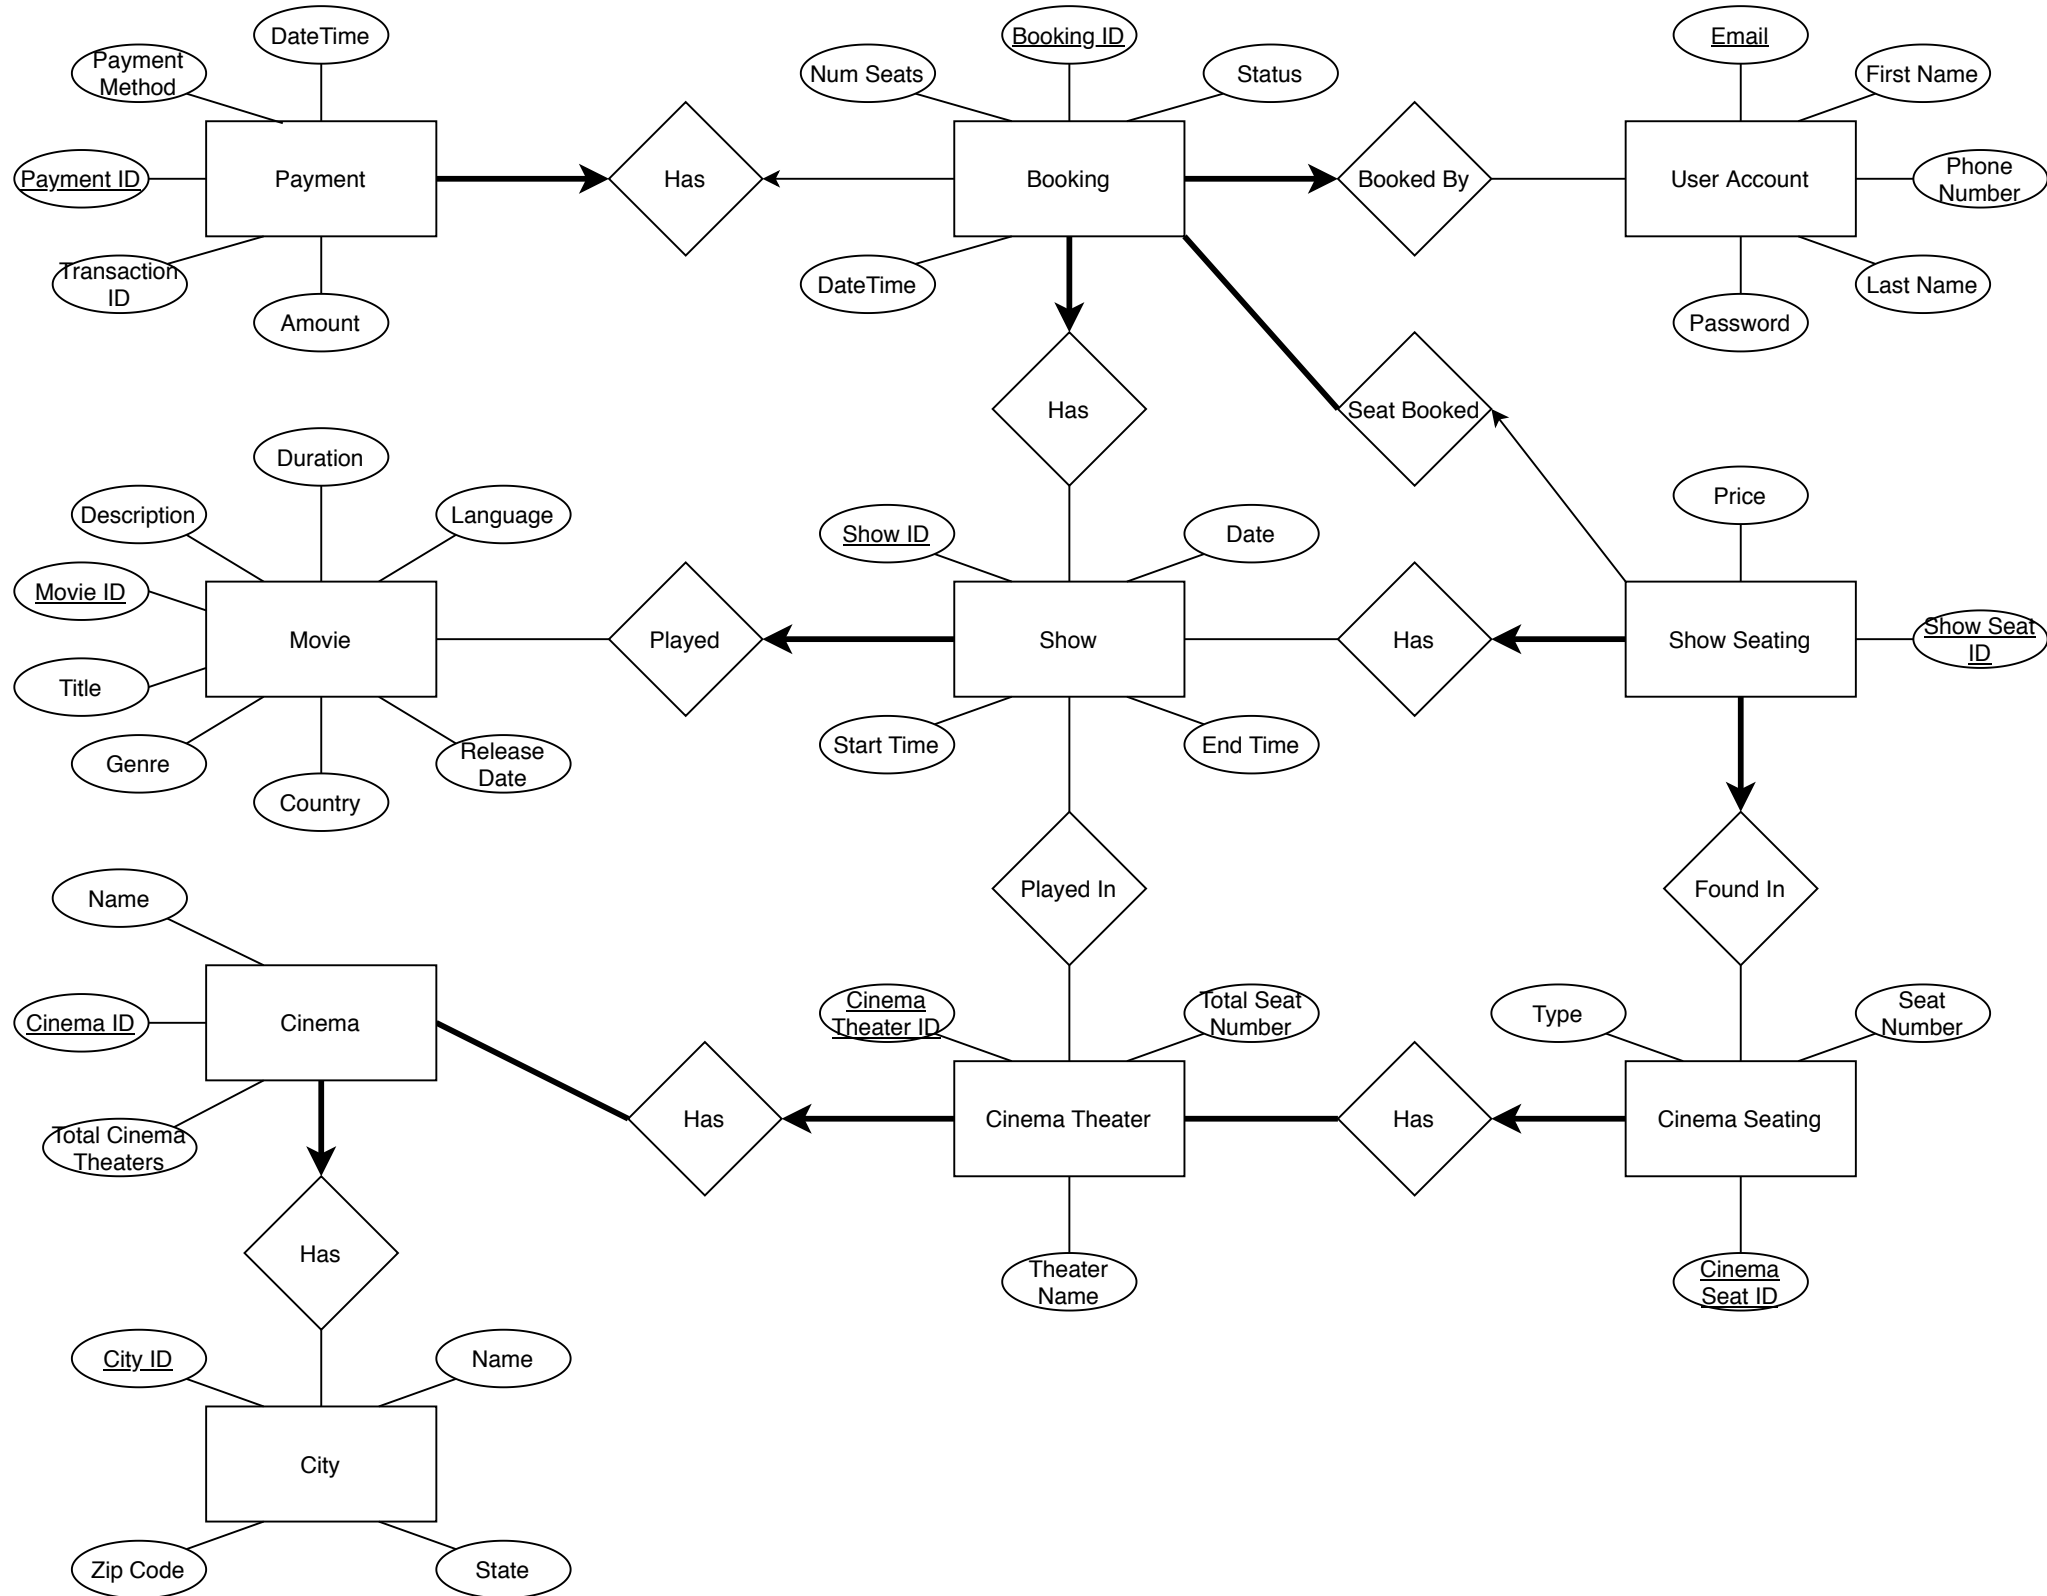 DateTime
Booking ID
Email
Payment
Method
Num Seats
Status
First Name
Payment ID
Payment
Has
Booking
Booked By
User Account
Phone
Number
Transaction
ID
DateTime
Last Name
Amount
Password
Has
Seat Booked
Duration
Description
Language
Price
Show ID
Date
Movie ID
Movie
Played
Show
Has
Show Seating
Show Seat
ID
Title
Genre
Release
Date
Start Time
End Time
Country
Name
Played In
Found In
Cinema ID
Cinema
Cinema
Theater ID
Total Seat
Number
Type
Seat
Number
Total Cinema
Theaters
Has
Cinema Theater
Has
Cinema Seating
Has
Theater
Name
Cinema
Seat ID
City ID
Name
City
Zip Code
State